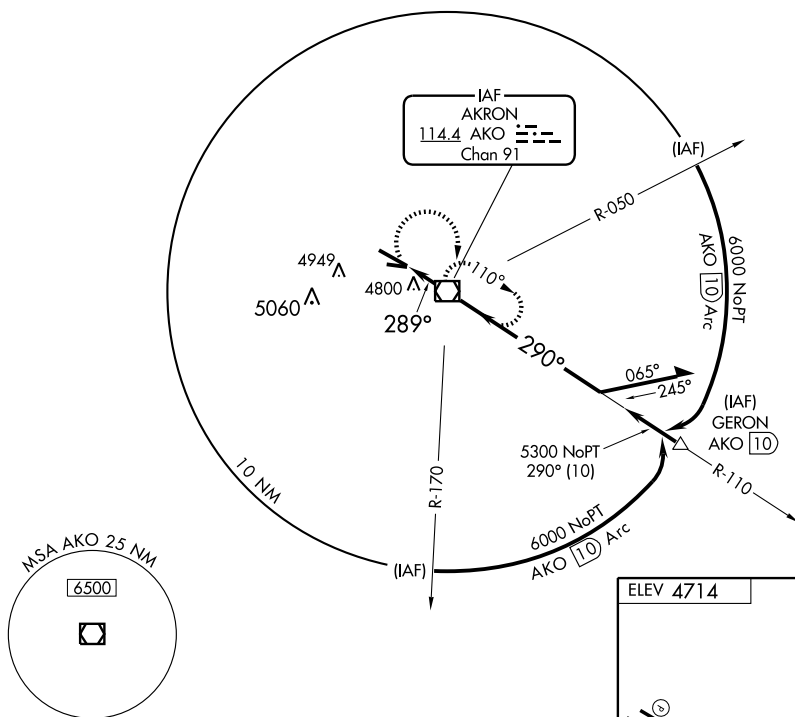 IAF
AKRON
114.4 AKO
Chan 91
(IAF)
R-050
6000 NoPT
AKO 10 Arc
4949
4800
5060
110°
289°
290°
065°
245°
(IAF)
GERON
AKO 10
5300 NoPT
290° (10)
R-110
R-170
10 NM
6000 NoPT
AKO 10 Arc
(IAF)
MSA AKO 25 NM
6500
ELEV 4714
P